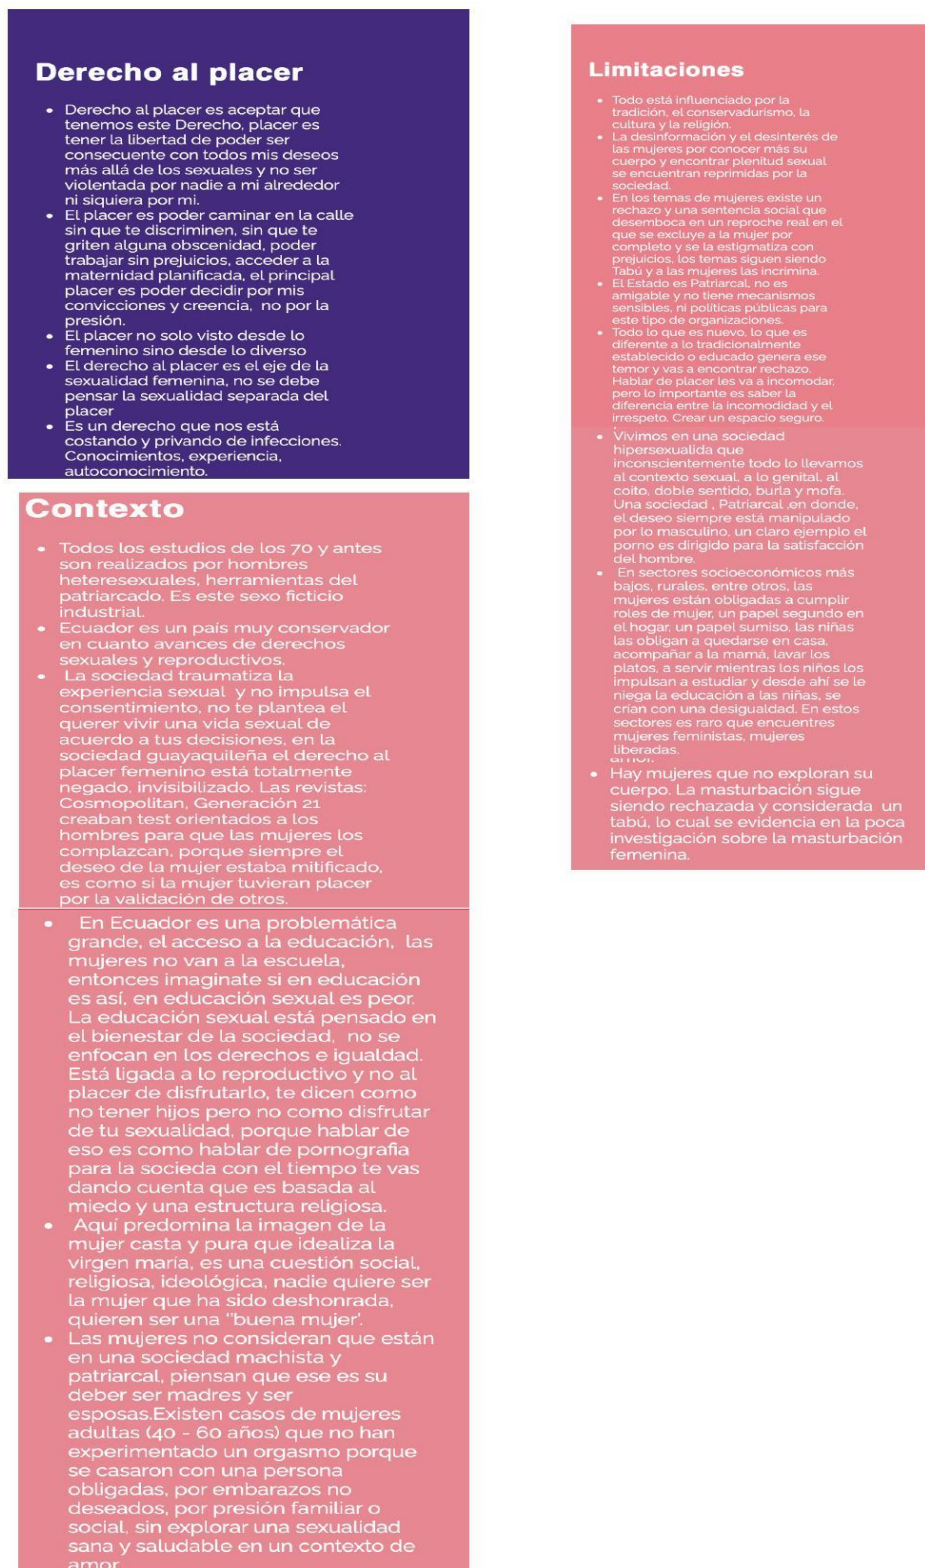 Derecho al placer
• Derecho al placer es aceptar que
tenemos este Derecho, placer es
tener la libertad de poder ser
consecuente con todos mis deseos
más allá de los sexuales y no ser
violentada por nadie a mi alrededor
ni siquiera por mi.
• El placer es poder caminar en la calle
sin que te discriminen, sin que te
griten alguna obscenidad, poder
trabajar sin prejuicios, acceder a la
maternidad planificada, el principal
placer es poder decidir por mis
convicciones y creencia, no por la
presión.
• El placer no solo visto desde lo
femenino sino desde lo diverso
• El derecho al placer es el eje de la
sexualidad femenina, no se debe
pensar la sexualidad separada del
placer
• Es un derecho que nos está
costando y privando de infecciones.
Conocimientos, experiencia,
autoconocimiento.
Contexto
• Todos los estudios de los 70 y antes
son realizados por hombres
heteresexuales, herramientas del
patriarcado. Es este sexo ficticio
industrial.
• Ecuador es un país muy conservador
en cuanto avances de derechos
sexuales y reproductivos.
• La sociedad traumatiza la
experiencia sexual y no impulsa el
consentimiento, no te plantea el
querer vivir una vida sexual de
acuerdo a tus decisiones, en la
sociedad guayaquileña el derecho al
placer femenino está totalmente
negado, invisibilizado. Las revistas:
Cosmopolitan, Generación 21
creaban test orientados a los
hombres para que las mujeres los
complazcan, porque siempre el
deseo de la mujer estaba mitificado,
es como si la mujer tuvieran placer
por la validación de otros.
• En Ecuador es una problemática
grande, el acceso a la educación, las
mujeres no van a la escuela,
entonces imaginate si en educación
es así, en educación sexual es peor.
La educación sexual está pensado en
el bienestar de la sociedad, no se
enfocan en los derechos e igualdad.
Está ligada a lo reproductivo y no al
placer de disfrutarlo, te dicen como
no tener hijos pero no como disfrutar
de tu sexualidad, porque hablar de
eso es como hablar de pornografía
para la socieda con el tiempo te vas
dando cuenta que es basada al
miedo y una estructura religiosa.
• Aquí predomina la imagen de la
mujer casta y pura que idealiza la
virgen maría, es una cuestión social,
religiosa, ideológica, nadie quiere ser
la mujer que ha sido deshonrada,
quieren ser una "buena mujer'.
• Las mujeres no consideran que están
en una sociedad machista y
patriarcal, piensan que ese es su
deber ser madres y ser
esposas.Existen casos de mujeres
adultas (40 - 60 años) que no han
experimentado un orgasmo porque
se casaron con una persona
obligadas, por embarazos no
deseados, por presión familiar o
social, sin explorar una sexualidad
sana y saludable en un contexto de
amor.
Limitaciones
• Todo está influenciado por la
tradición, el conservadurismo, la
cultura y la religión.
• La desinformación y el desinterés de
las mujeres por conocer más su
cuerpo y encontrar plenitud sexual
se encuentran reprimidas por la
sociedad.
• En los temas de mujeres existe un
rechazo y una sentencia social que
desemboca en un reproche real en el
que se excluye a la mujer por
completo y se la estigmatiza con
prejuicios, los temas siguen siendo
Tabú y a las mujeres las incrimina.
• El Estado es Patriarcal, no es
amigable y no tiene mecanismos
sensibles, ni políticas públicas para
este tipo de organizaciones.
• Todo lo que es nuevo, lo que es
diferente a lo tradicionalmente
establecido o educado genera ese
temor y vas a encontrar rechazo.
Hablar de placer les va a incomodar,
pero lo importante es saber la
diferencia entre la incomodidad y el
irrespeto. Crear un espacio seguro.
• Vivimos en una sociedad
hipersexualida que
inconscientemente todo lo llevamos
al contexto sexual, a lo genital, al
coito, doble sentido, burla y mofa.
Una sociedad , Patriarcal ,en donde,
el deseo siempre está manipulado
por lo masculino, un claro ejemplo el
porno es dirigido para la satisfacción
del hombre.
• En sectores socioeconómicos más
bajos, rurales, entre otros, las
mujeres están obligadas a cumplir
roles de mujer, un papel segundo en
el hogar, un papel sumiso, las niñas
las obligan a quedarse en casa,
acompañar a la mamá, lavar los
platos, a servir mientras los niños los
impulsan a estudiar y desde ahí se le
niega la educación a las niñas, se
crían con una desigualdad. En estos
sectores es raro que encuentres
mujeres feministas, mujeres
liberadas.
amor.
• Hay mujeres que no exploran su
cuerpo. La masturbación sigue
siendo rechazada y considerada un
tabú, lo cual se evidencia en la poca
investigación sobre la masturbación
femenina.